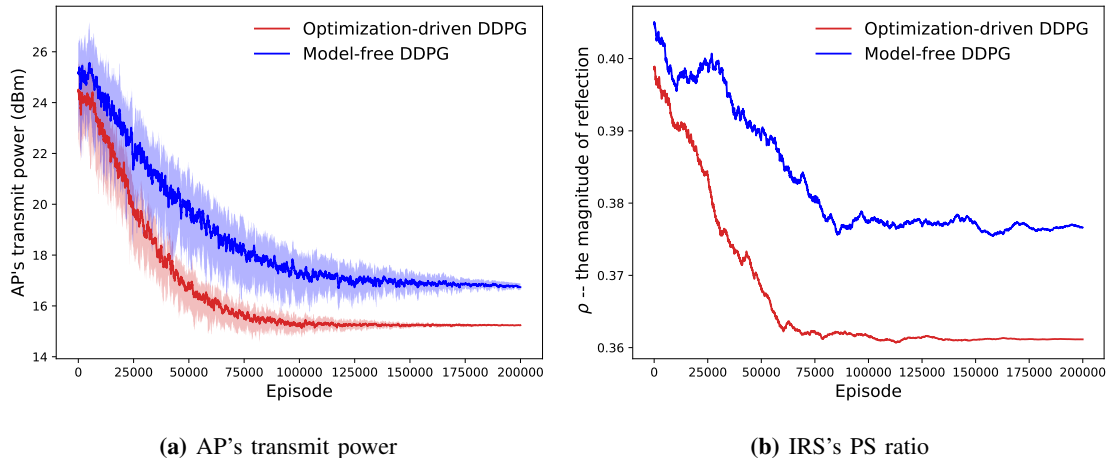 Optimization-driven DDPG
Model-free DDPG
AP's transmit power (dBm)
26
24
22
20
18
16
14
0 25000 50000 75000 100000 125000 150000 175000 200000
Episode
(a) AP's transmit power
Optimization-driven DDPG
Model-free DDPG
ρ -- the magnitude of reflection
0.40
0.39
0.38
0.37
0.36
0 25000 50000 75000 100000 125000 150000 175000 200000
Episode
(b) IRS's PS ratio